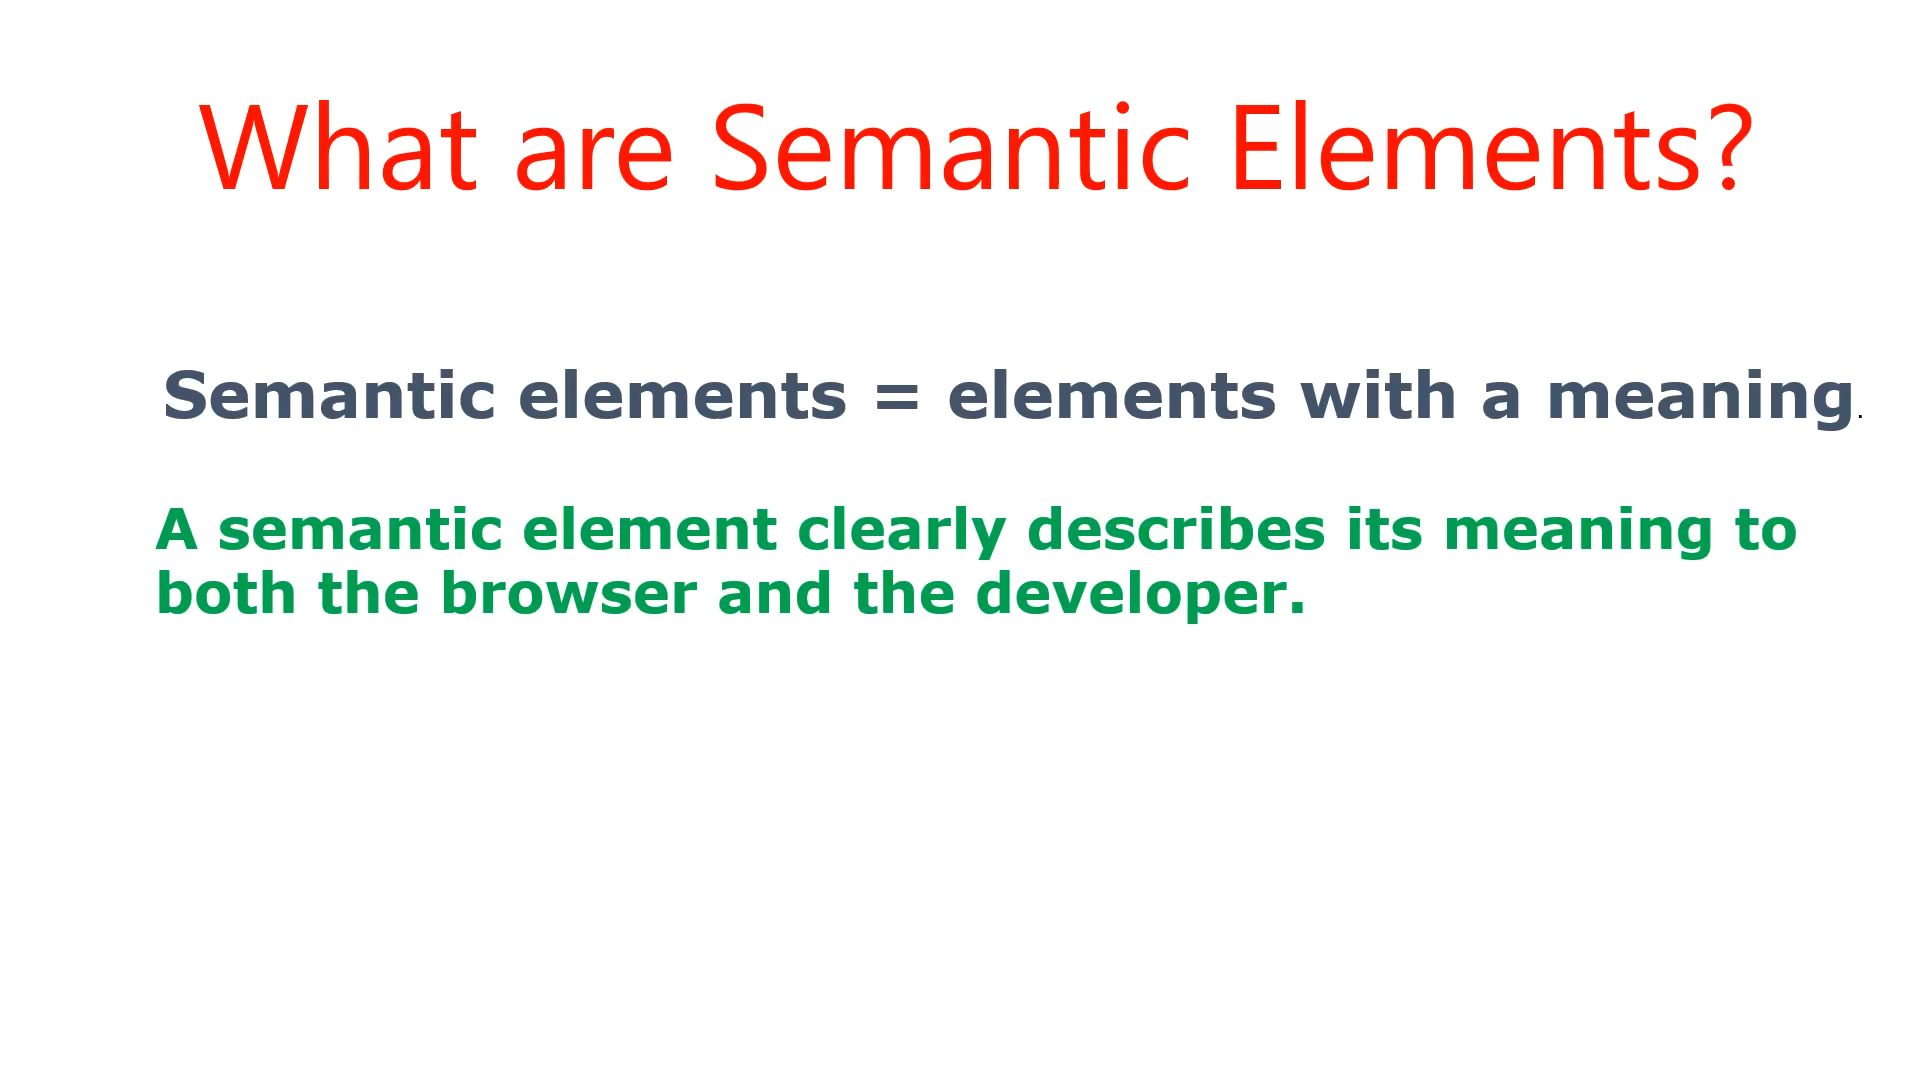 What are Semantic Elements?
Semantic elements = elements with a meaning.
A semantic element clearly describes its meaning to
both the browser and the developer.